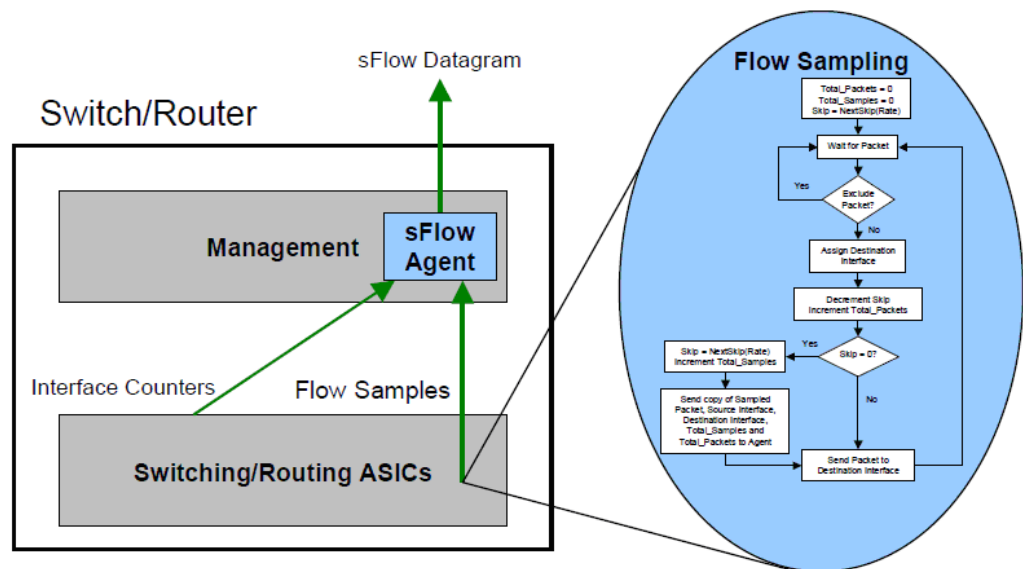 sFlow Datagram
Switch/Router
Management
sFlow
Agent
Interface Counters
Flow Samples
Switching/Routing ASICs
Flow Sampling
Total_Packets = 0
Total_Samples = 0
Skip = NextSkip(Rate)
Wait for Packet
Yes
Exclude
Packet?
No
Assign Destination
Interface
Decrement Skip
Increment Total_Packets
Yes
Skip = 0?
Skip = NextSkip(Rate)
Increment Total_Samples
No
Send copy of Sampled
Packet, Source Interface,
Destination Interface,
Total_Samples and
Total_Packets to Agent
Send Packet to
Destination Interface